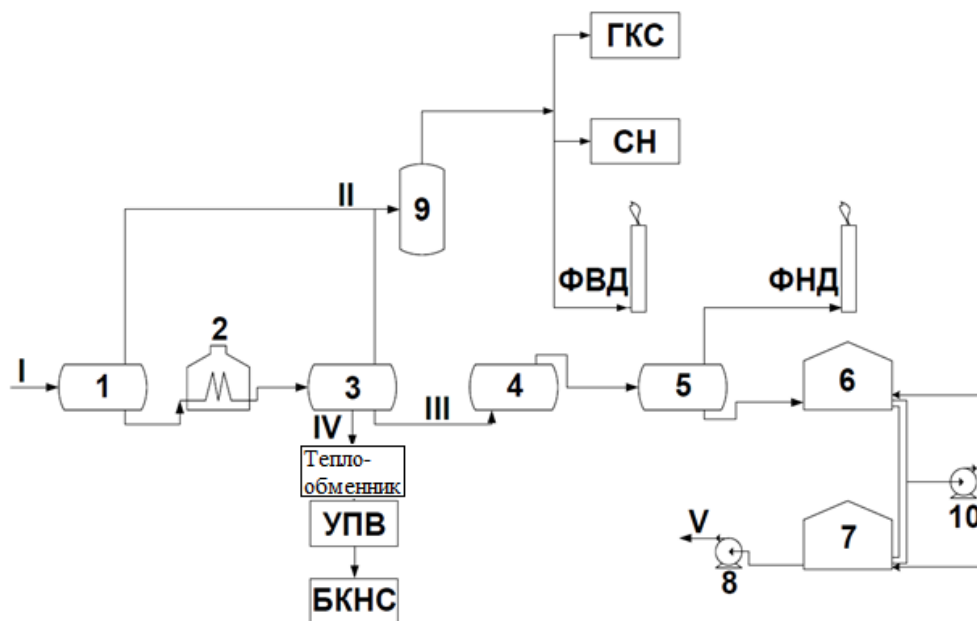 ГКС
СН
II
9
ФВД
ФНД
2
I
1
3
4
5
6
III
IV
Тепло-
обменник
УПВ
БКНС
V
8
7
10